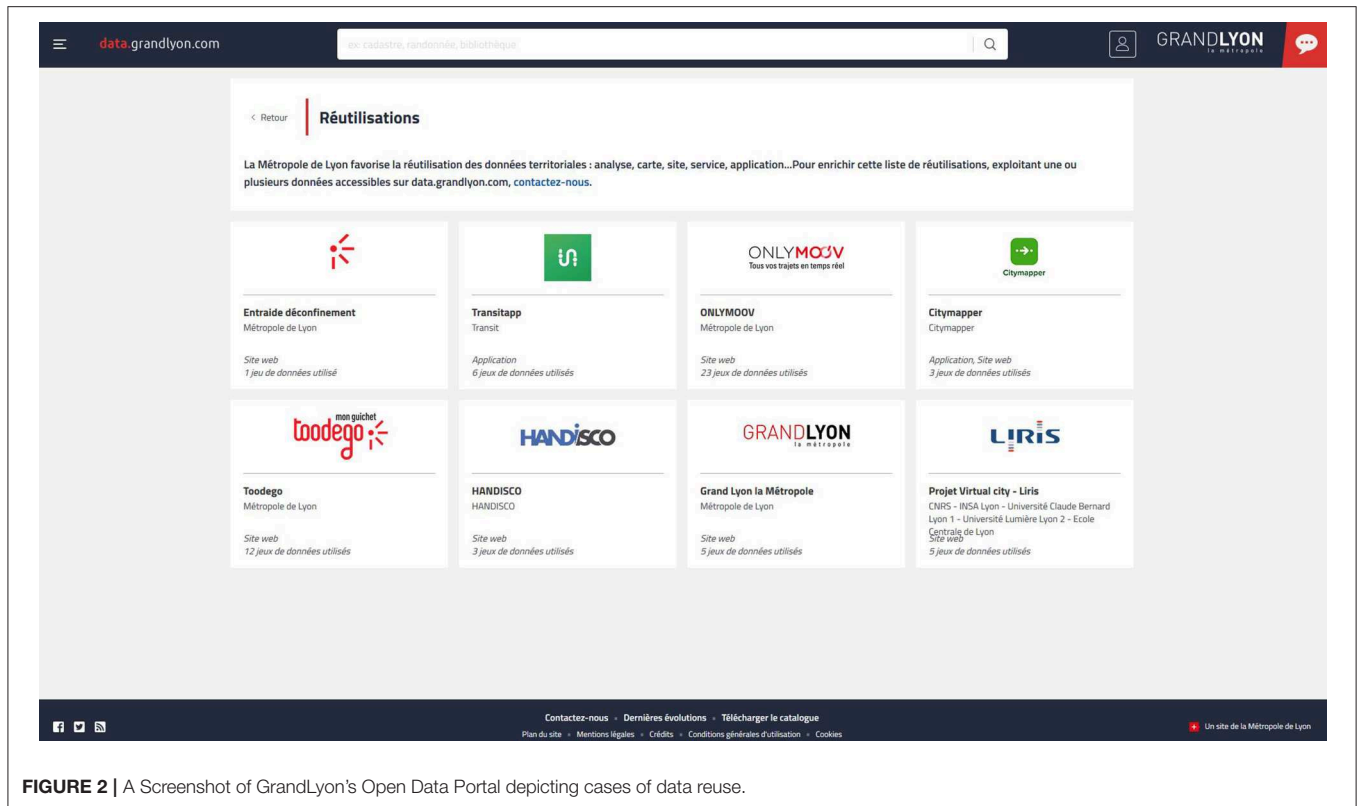 data.grandlyon.com
ex: cadastre, randonnée, bibliothèque
GRANDLYON
la métropole
< Retour
Réutilisations
La Métropole de Lyon favorise la réutilisation des données territoriales : analyse, carte, site, service, application...Pour enrichir cette liste de réutilisations, exploitant une ou
plusieurs données accessibles sur data.grandlyon.com, contactez-nous.
ONLYMOOV
Tous vos trajets en temps réel
Citymapper
Entraide déconfinement
Métropole de Lyon
Site web
1 jeu de données utilisé
Transitapp
Transit
Application
6 jeux de données utilisés
ONLYMOOV
Métropole de Lyon
Site web
23 jeux de données utilisés
Citymapper
Citymapper
Application, Site web
3 jeux de données utilisés
mon guichet
toodego
HANDISCO
GRANDLYON
la métropole
LIRIS
Toodego
Métropole de Lyon
Site web
12 jeux de données utilisés
HANDISCO
HANDISCO
Site web
3 jeux de données utilisés
Grand Lyon la Métropole
Métropole de Lyon
Site web
5 jeux de données utilisés
Projet Virtual city - Liris
CNRS - INSA Lyon - Université Claude Bernard
Lyon 1 - Université Lumière Lyon 2 - Ecole
Centrale de Lyon
Site web
5 jeux de données utilisés
Contactez-nous • Dernières évolutions • Télécharger le catalogue
Plan du site • Mentions légales • Crédits • Conditions générales d'utilisation • Cookies
Un site de la Métropole de Lyon
FIGURE 2 | A Screenshot of GrandLyon's Open Data Portal depicting cases of data reuse.